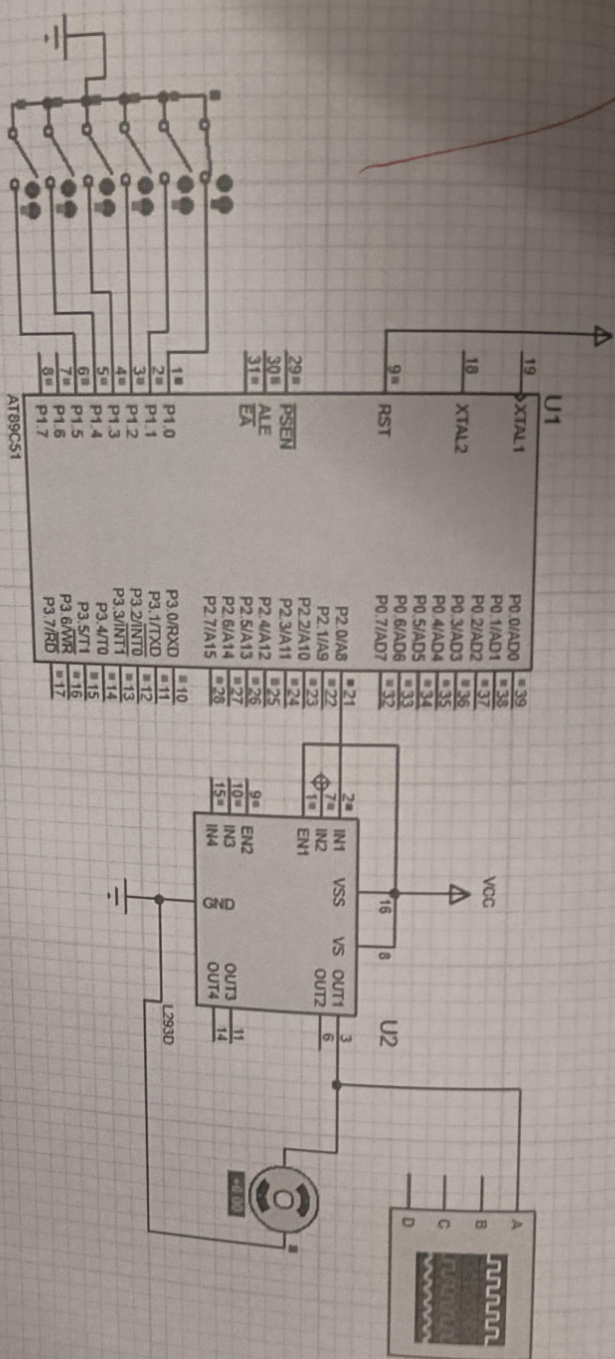 U1
19
XTAL1
18
XTAL2
9
RST
29
PSEN
30
ALE
31
EA
1
P1.0
2
P1.1
3
P1.2
4
P1.3
5
P1.4
6
P1.5
7
P1.6
8
P1.7
AT89C51
P0.0/AD0
39
P0.1/AD1
38
P0.2/AD2
37
P0.3/AD3
36
P0.4/AD4
35
P0.5/AD5
34
P0.6/AD6
33
P0.7/AD7
32
P2.0/A8
21
P2.1/A9
22
P2.2/A10
23
P2.3/A11
24
P2.4/A12
25
P2.5/A13
26
P2.6/A14
27
P2.7/A15
28
P3.0/RXD
10
P3.1/TXD
11
P3.2/INT0
12
P3.3/INT1
13
P3.4/T0
14
P3.5/T1
15
P3.6/WR
16
P3.7/RD
17
VCC
16
8
U2
2
IN1
7
IN2
1
EN1
VSS
VS
OUT1
3
OUT2
6
9
EN2
10
IN3
15
IN4
GND
OUT3
11
OUT4
14
L293D
+0.00
A
B
C
D